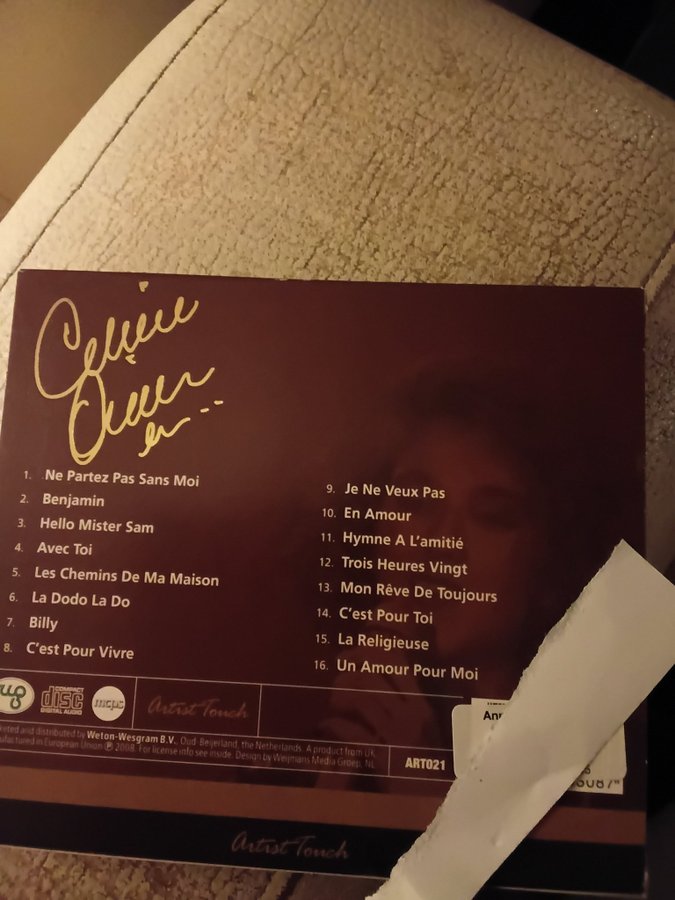 Celine
Dion
1. Ne Partez Pas Sans Moi
2. Benjamin
3. Hello Mister Sam
4. Avec Toi
5. Les Chemins De Ma Maison
6. La Dodo La Do
7. Billy
8. C'est Pour Vivre
9. Je Ne Veux Pas
10. En Amour
11. Hymne A L'amitié
12. Trois Heures Vingt
13. Mon Rêve De Toujours
14. C'est Pour Toi
15. La Religieuse
16. Un Amour Pour Moi
COMPACT
disc
DIGITAL AUDIO
mcps
Artist Touch
and distributed by Weton-Wesgram B.V., Oud-Beijerland, the Netherlands. A product from UK.
in European Union ℗ 2008. For license info see inside. Design by Weijmans Media Groep, NL
ART021
Artist Touch